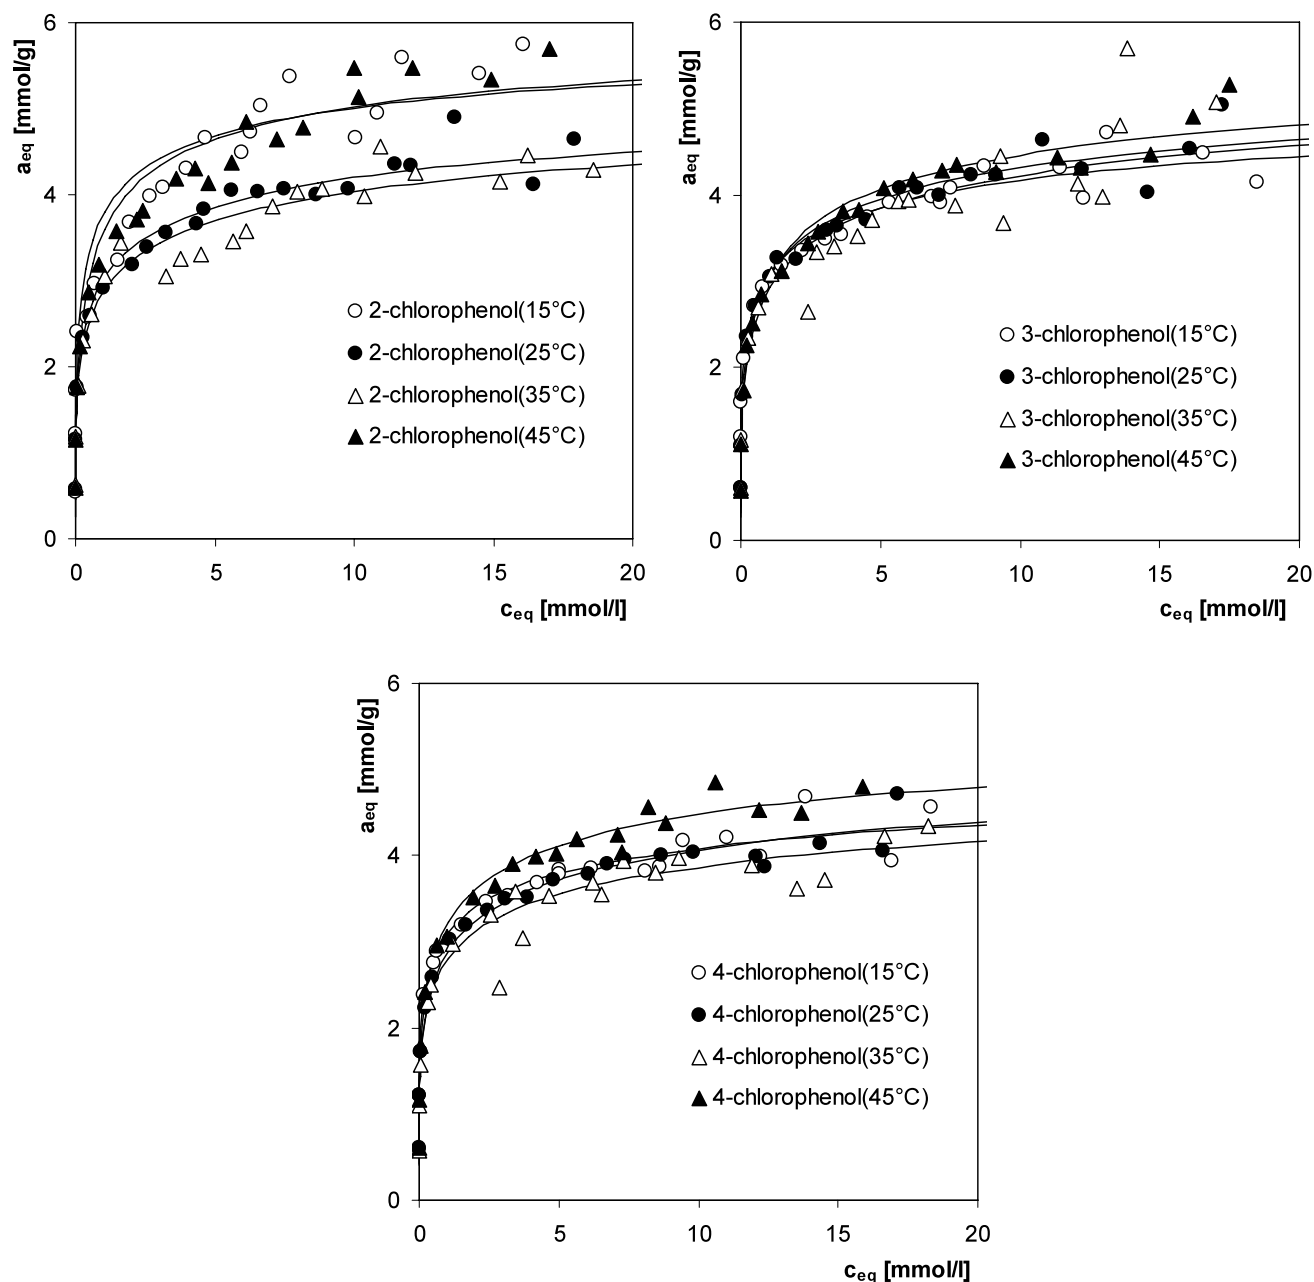 6
a_eq [mmol/g]
4
2
0
2-chlorophenol(15°C)
2-chlorophenol(25°C)
2-chlorophenol(35°C)
2-chlorophenol(45°C)
0 5 10 15 20
c_eq [mmol/l]
6
a_eq [mmol/g]
4
2
0
3-chlorophenol(15°C)
3-chlorophenol(25°C)
3-chlorophenol(35°C)
3-chlorophenol(45°C)
0 5 10 15 20
c_eq [mmol/l]
6
a_eq [mmol/g]
4
2
0
4-chlorophenol(15°C)
4-chlorophenol(25°C)
4-chlorophenol(35°C)
4-chlorophenol(45°C)
0 5 10 15 20
c_eq [mmol/l]